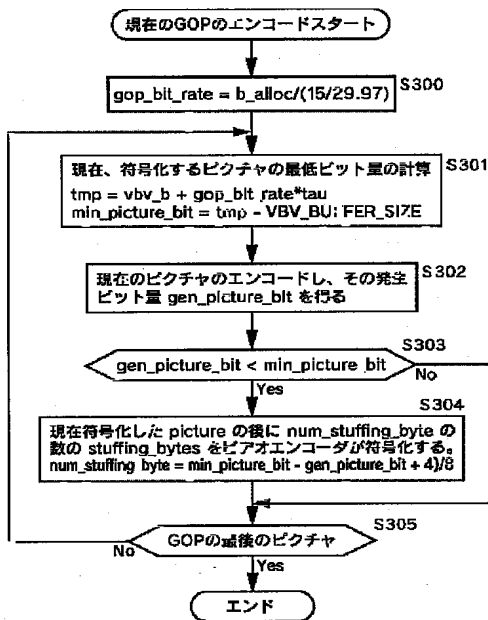 現在のGOPのエンコードスタート
S300
gop_bit_rate = b_alloc/(15/29.97)
S301
現在、符号化するピクチャの最低ビット量の計算
tmp = vbv_b + gop_bit_rate*tau
min_picture_bit = tmp - VBV_BUFFER_SIZE
S302
現在のピクチャのエンコードし、その発生
ビット量 gen_picture_bit を得る
S303
gen_picture_bit < min_picture_bit
No
Yes
S304
現在符号化した picture の後に num_stuffing_byte の
数の stuffing_bytes をビデオエンコーダが符号化する。
num_stuffing byte = min_picture_bit - gen_picture_bit + 4)/8
S305
GOPの最後のピクチャ
No
Yes
エンド